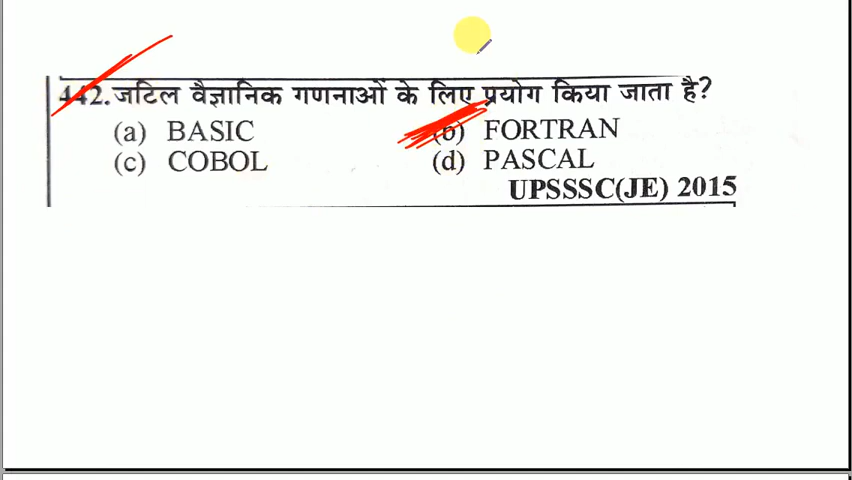 442. जटिल वैज्ञानिक गणनाओं के लिए प्रयोग किया जाता है?
(a) BASIC (b) FORTRAN
(c) COBOL (d) PASCAL
UPSSSC(JE) 2015